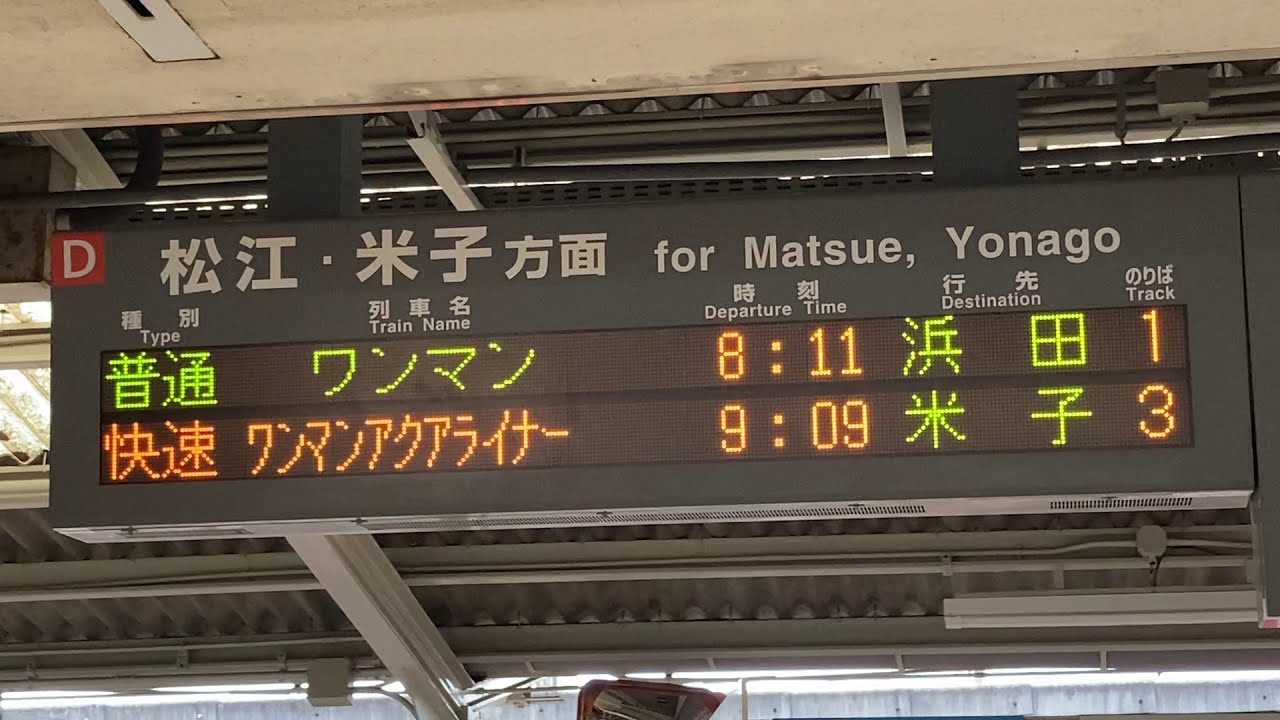 D 松江・米子方面 for Matsue, Yonago
種別 列車名 時刻 行先 のりば
Type Train Name Departure Time Destination Track
普通 ワンマン 8:11 浜田 1
快速 ワンマンアクアライナー 9:09 米子 3